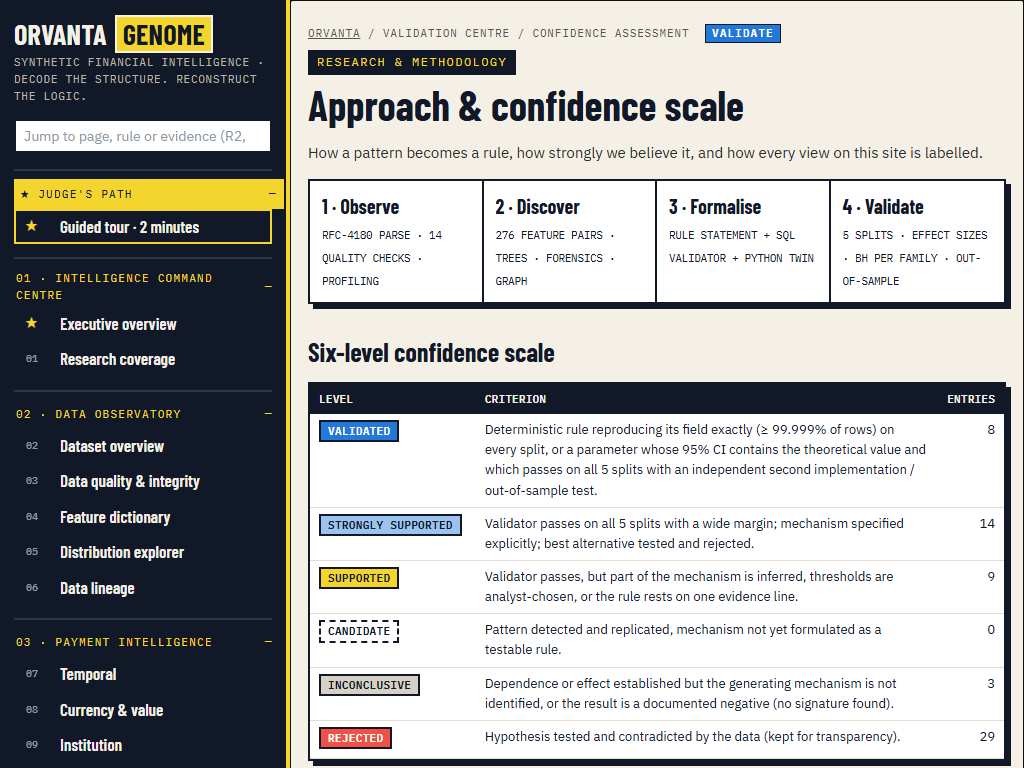 ORVANTA GENOME
SYNTHETIC FINANCIAL INTELLIGENCE ·
DECODE THE STRUCTURE. RECONSTRUCT
THE LOGIC.
Jump to page, rule or evidence (R2,
★ JUDGE'S PATH –
★ Guided tour · 2 minutes
01 · INTELLIGENCE COMMAND
CENTRE –
★ Executive overview
01 Research coverage
02 · DATA OBSERVATORY –
02 Dataset overview
03 Data quality & integrity
04 Feature dictionary
05 Distribution explorer
06 Data lineage
03 · PAYMENT INTELLIGENCE –
07 Temporal
08 Currency & value
09 Institution
ORVANTA / VALIDATION CENTRE / CONFIDENCE ASSESSMENT VALIDATE
RESEARCH & METHODOLOGY
Approach & confidence scale
How a pattern becomes a rule, how strongly we believe it, and how every view on this site is labelled.
1 · Observe
RFC-4180 PARSE · 14
QUALITY CHECKS ·
PROFILING
2 · Discover
276 FEATURE PAIRS ·
TREES · FORENSICS ·
GRAPH
3 · Formalise
RULE STATEMENT + SQL
VALIDATOR + PYTHON TWIN
4 · Validate
5 SPLITS · EFFECT SIZES
· BH PER FAMILY · OUT-
OF-SAMPLE
Six-level confidence scale
LEVEL CRITERION ENTRIES
VALIDATED Deterministic rule reproducing its field exactly (≥ 99.999% of rows) on 8
every split, or a parameter whose 95% CI contains the theoretical value and
which passes on all 5 splits with an independent second implementation /
out-of-sample test.
STRONGLY SUPPORTED Validator passes on all 5 splits with a wide margin; mechanism specified 14
explicitly; best alternative tested and rejected.
SUPPORTED Validator passes, but part of the mechanism is inferred, thresholds are 9
analyst-chosen, or the rule rests on one evidence line.
CANDIDATE Pattern detected and replicated, mechanism not yet formulated as a 0
testable rule.
INCONCLUSIVE Dependence or effect established but the generating mechanism is not 3
identified, or the result is a documented negative (no signature found).
REJECTED Hypothesis tested and contradicted by the data (kept for transparency). 29